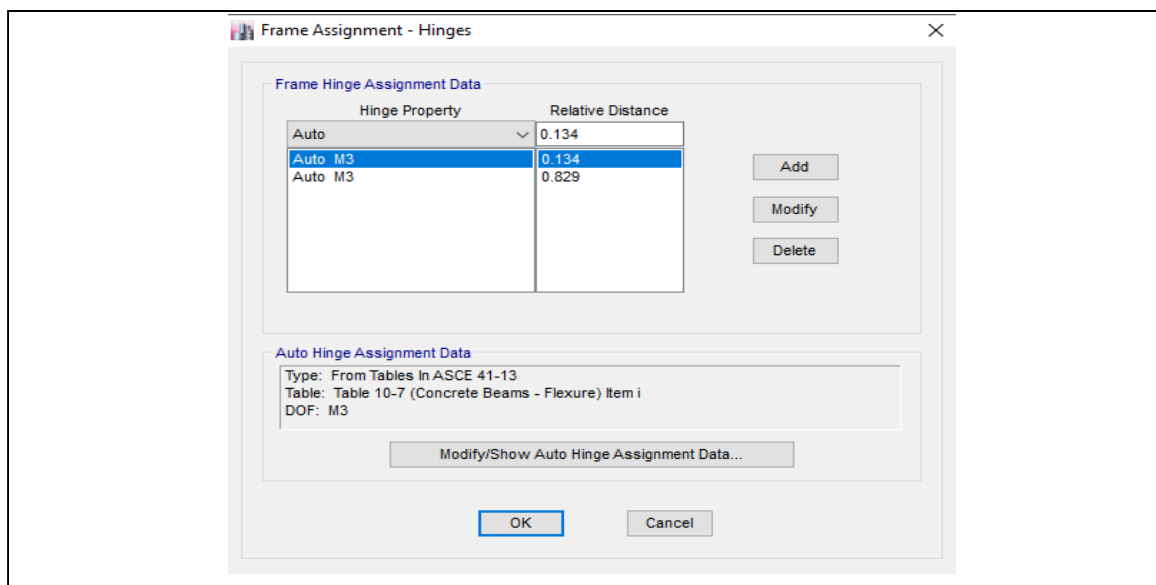 Frame Assignment - Hinges
Frame Hinge Assignment Data
Hinge Property Relative Distance
Auto 0.134
Auto M3 0.134
Auto M3 0.829
Add
Modify
Delete
Auto Hinge Assignment Data
Type: From Tables In ASCE 41-13
Table: Table 10-7 (Concrete Beams - Flexure) Item i
DOF: M3
Modify/Show Auto Hinge Assignment Data...
OK Cancel